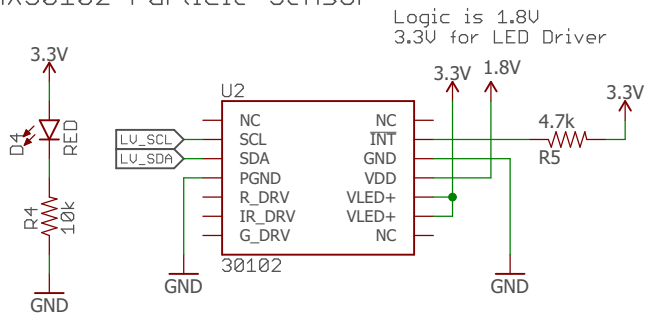 Particle Sensor
Logic is 1.8V
3.3V for LED Driver
3.3V
D4
RED
R4
10k
GND
U2
LV_SCL
LV_SDA
NC
SCL
SDA
PGND
R_DRV
IR_DRV
G_DRV
NC
INT
GND
VDD
VLED+
VLED+
NC
30102
GND
3.3V
1.8V
GND
4.7k
R5
3.3V